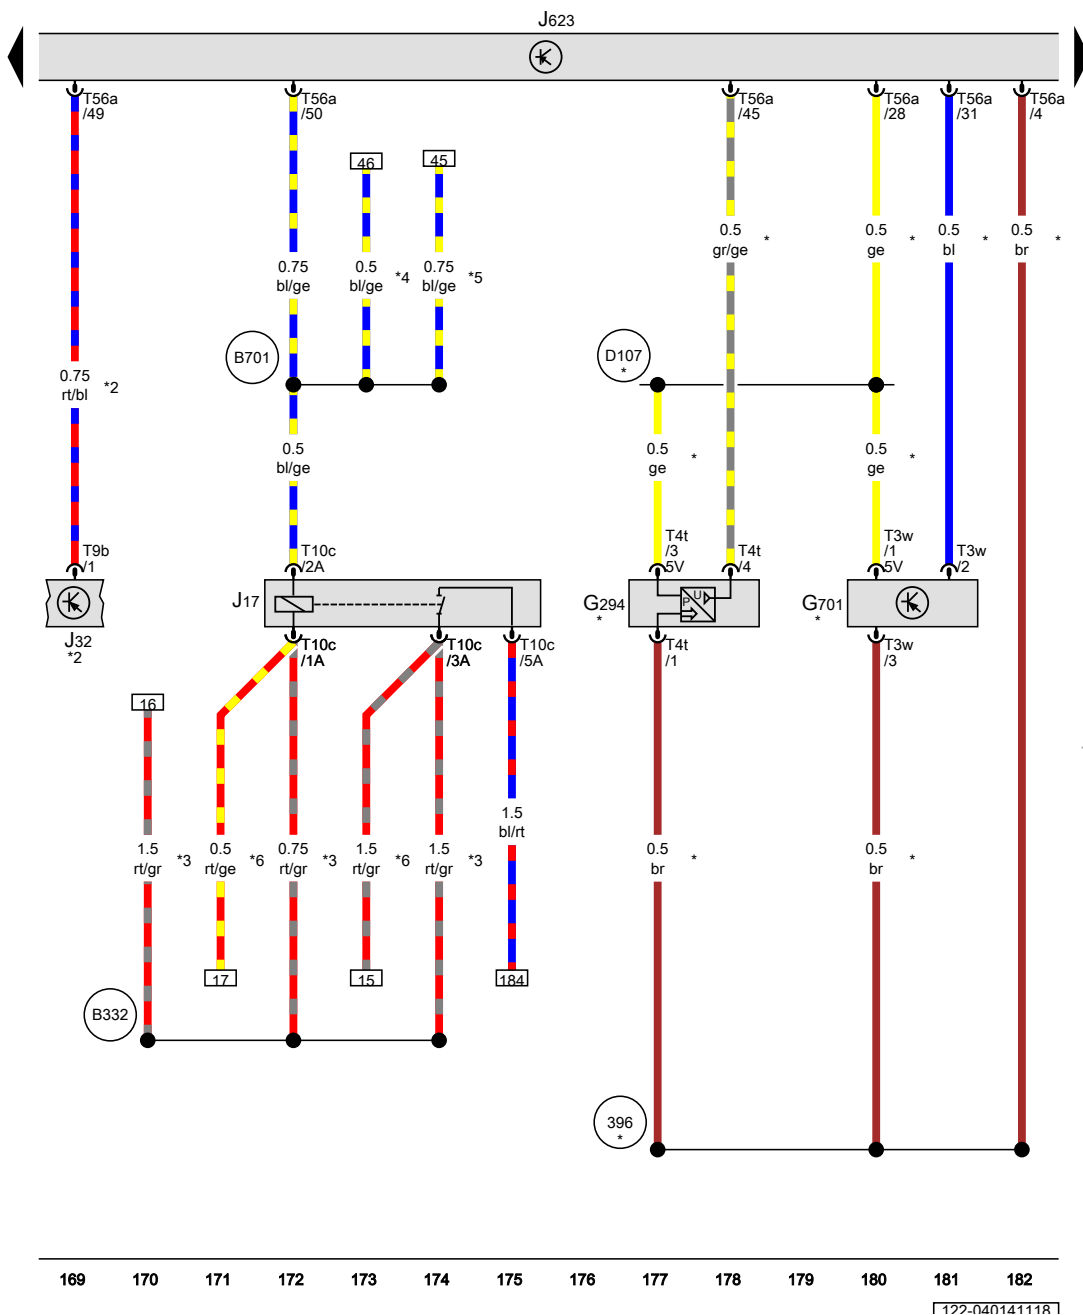 J623
T56a
/49
T56a
/50
T56a
/45
T56a
/28
T56a
/31
T56a
/4
46
45
0.5
gr/ge
*
0.5
ge
*
0.5
bl
*
0.5
br
*
0.75
bl/ge
0.5
bl/ge
*4
0.75
bl/ge
*5
B701
D107
*
0.75
rt/bl
*2
0.5
bl/ge
0.5
ge
*
0.5
ge
*
T9b
/1
T10c
/2A
T4t
/3
5V
T4t
/4
T3w
/1
5V
T3w
/2
J32
*2
J17
G294
*
P
U
G701
*
T10c
/1A
T10c
/3A
T10c
/5A
T4t
/1
T3w
/3
16
1.5
bl/rt
1.5
rt/gr
*3
0.5
rt/ge
*6
0.75
rt/gr
*3
1.5
rt/gr
*6
1.5
rt/gr
*3
0.5
br
*
0.5
br
*
17
15
184
B332
396
*
169 170 171 172 173 174 175 176 177 178 179 180 181 182
122-040141118